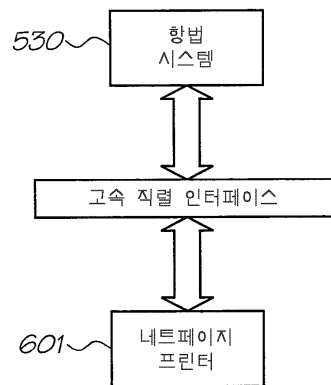 530
항법
시스템
고속 직렬 인터페이스
601
네트페이지
프린터